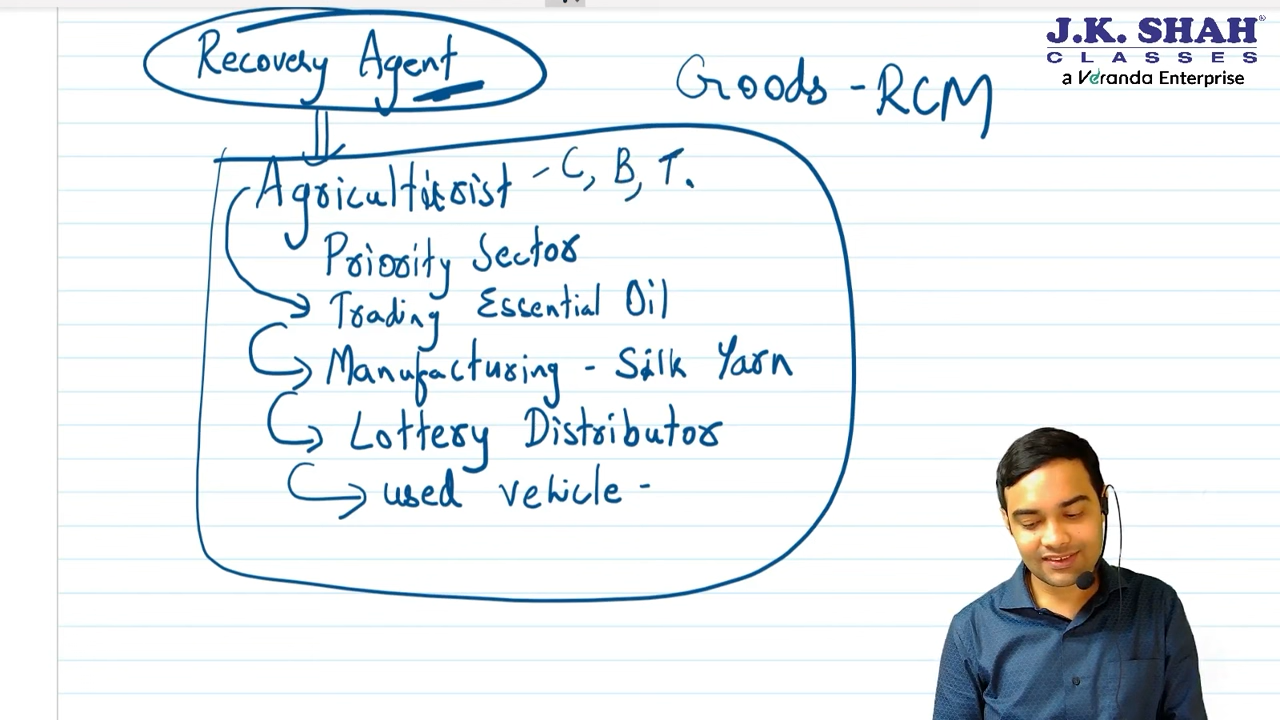 J.K. SHAH®
CLASSES
a Veranda Enterprise
Recovery Agent
Goods - RCM
Agriculturist - C, B, T.
Priority Sector
Trading Essential Oil
Manufacturing - Silk Yarn
Lottery Distributor
used vehicle -